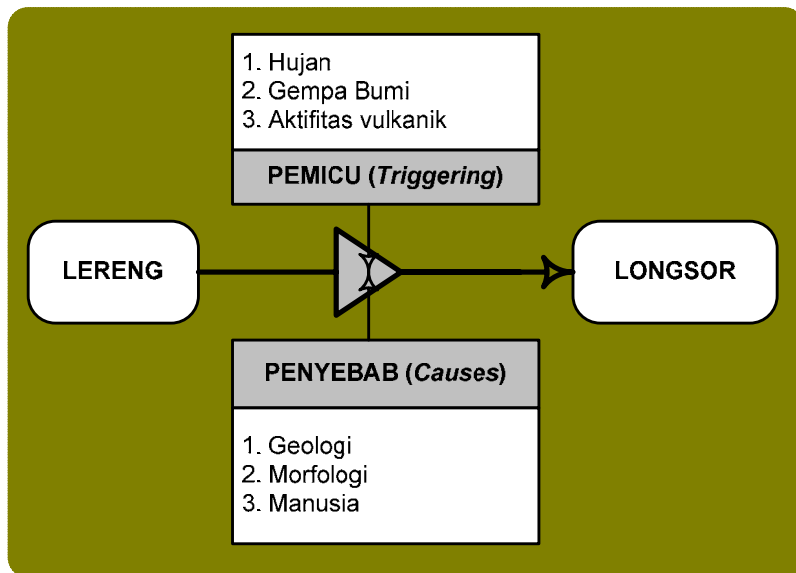 1. Hujan
2. Gempa Bumi
3. Aktifitas vulkanik
PEMICU (Triggering)
LERENG
LONGSOR
PENYEBAB (Causes)
1. Geologi
2. Morfologi
3. Manusia